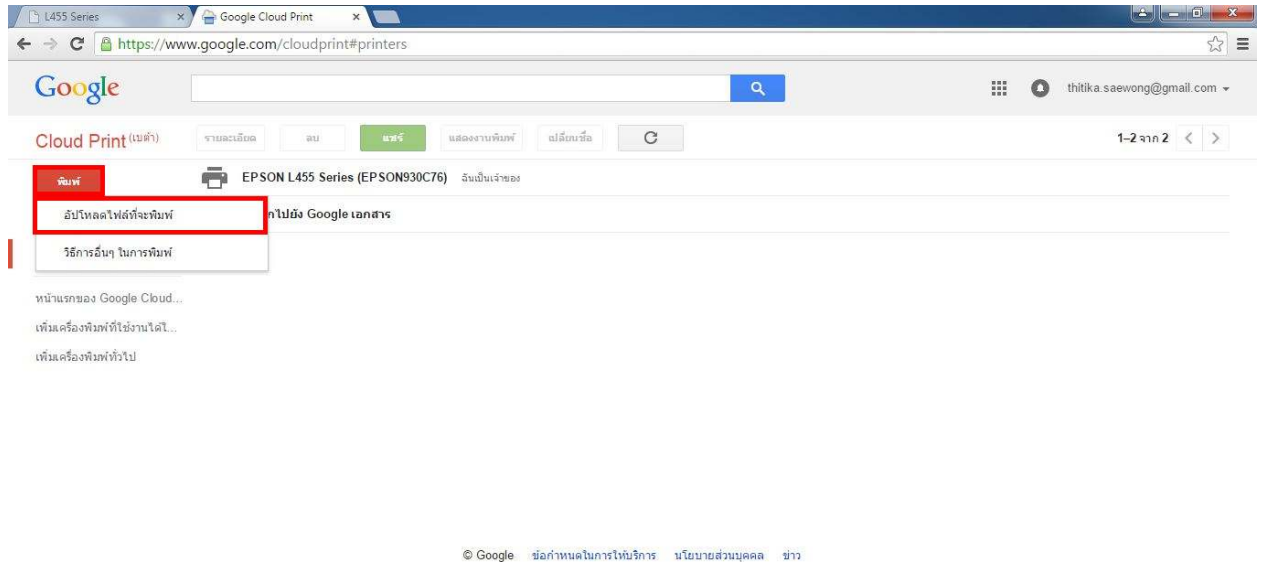 L455 Series
Google Cloud Print
https://www.google.com/cloudprint#printers
Google
thitika.saewong@gmail.com
Cloud Print (เบต้า)
รายละเอียด ลบ แชร์ แสดงงานพิมพ์ เปลี่ยนชื่อ
1–2 จาก 2
พิมพ์
EPSON L455 Series (EPSON930C76) ฉันเป็นเจ้าของ
อัปโหลดไฟล์ที่จะพิมพ์
กไปยัง Google เอกสาร
วิธีการอื่นๆ ในการพิมพ์
หน้าแรกของ Google Cloud...
เพิ่มเครื่องพิมพ์ที่ใช้งานได้ใ...
เพิ่มเครื่องพิมพ์ทั่วไป
© Google ข้อกำหนดในการให้บริการ นโยบายส่วนบุคคล ข่าว